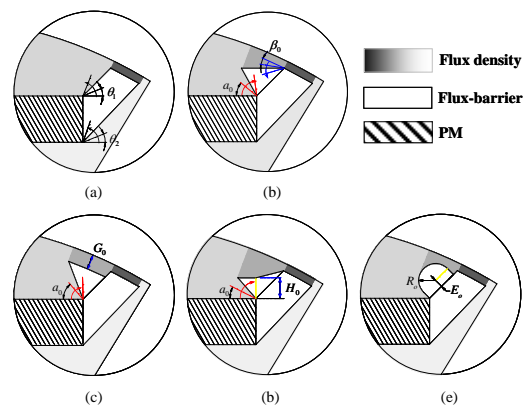 θ1
θ2
(a)
a0
β0
(b)
Flux density
Flux-barrier
PM
G0
a0
(c)
a0
H0
(b)
Ro
Eo
(e)